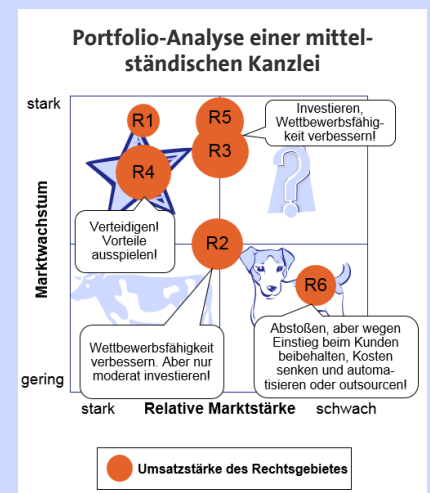 Portfolio-Analyse einer mittel-
ständischen Kanzlei
stark
R1
R5
Investieren,
Wettbewerbsfähig-
keit verbessern!
R3
R4
Marktwachstum
Verteidigen!
Vorteile
ausspielen!
R2
R6
Wettbewerbsfähigkeit
verbessern. Aber nur
moderat investieren!
Abstoßen, aber wegen
Einstieg beim Kunden
beibehalten, Kosten
senken und automa-
tisieren oder outsourcen!
gering
stark Relative Marktstärke schwach
Umsatzstärke des Rechtsgebietes